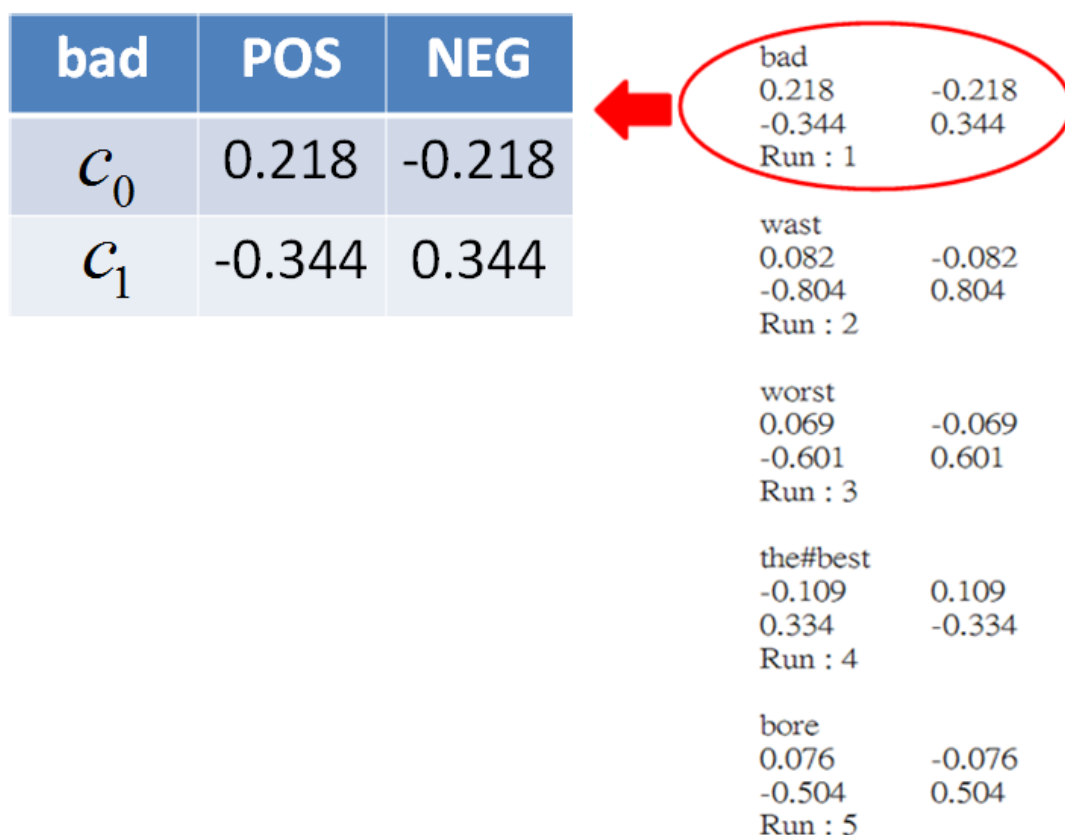 bad POS NEG
c0 0.218 -0.218
c1 -0.344 0.344
bad
0.218 -0.218
-0.344 0.344
Run : 1
wast
0.082 -0.082
-0.804 0.804
Run : 2
worst
0.069 -0.069
-0.601 0.601
Run : 3
the#best
-0.109 0.109
0.334 -0.334
Run : 4
bore
0.076 -0.076
-0.504 0.504
Run : 5